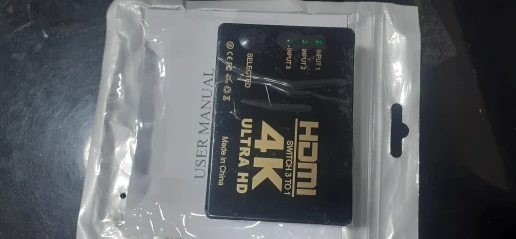 USER MANUAL
INPUT 1
INPUT 2
INPUT 3
SELECTED
HDMI
SWITCH 3 TO 1
4K
ULTRA HD
Made in China